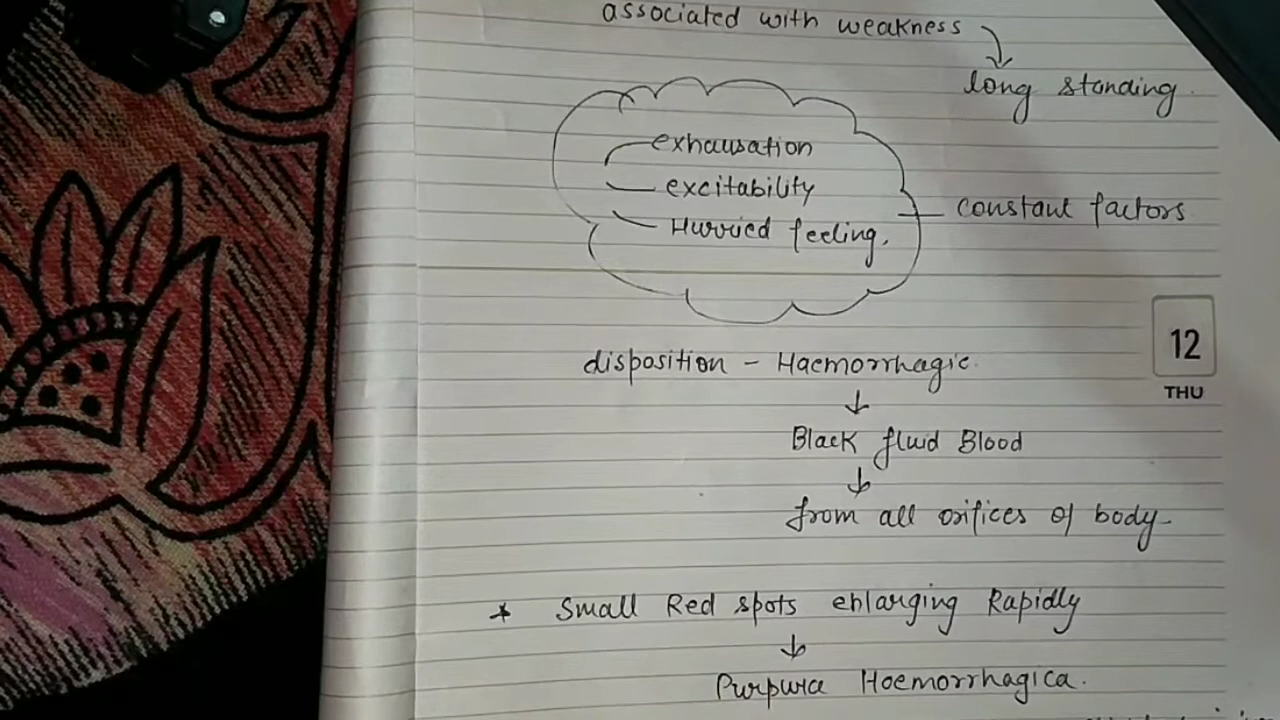 associated with weakness
long standing.
exhausation
excitability
Hurried feeling.
constant factors
disposition - Haemorrhagic.
12
THU
Black fluid Blood
from all orifices of body-
* Small Red spots enlarging Rapidly
Purpura Haemorrhagica.